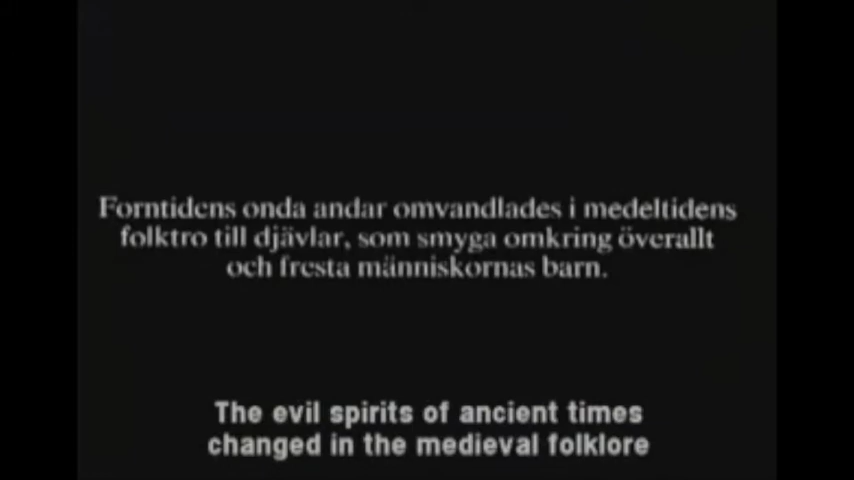 Forntidens onda andar omvandlades i medeltidens
folktro till djävlar, som smyga omkring överallt
och fresta människornas barn.
The evil spirits of ancient times
changed in the medieval folklore